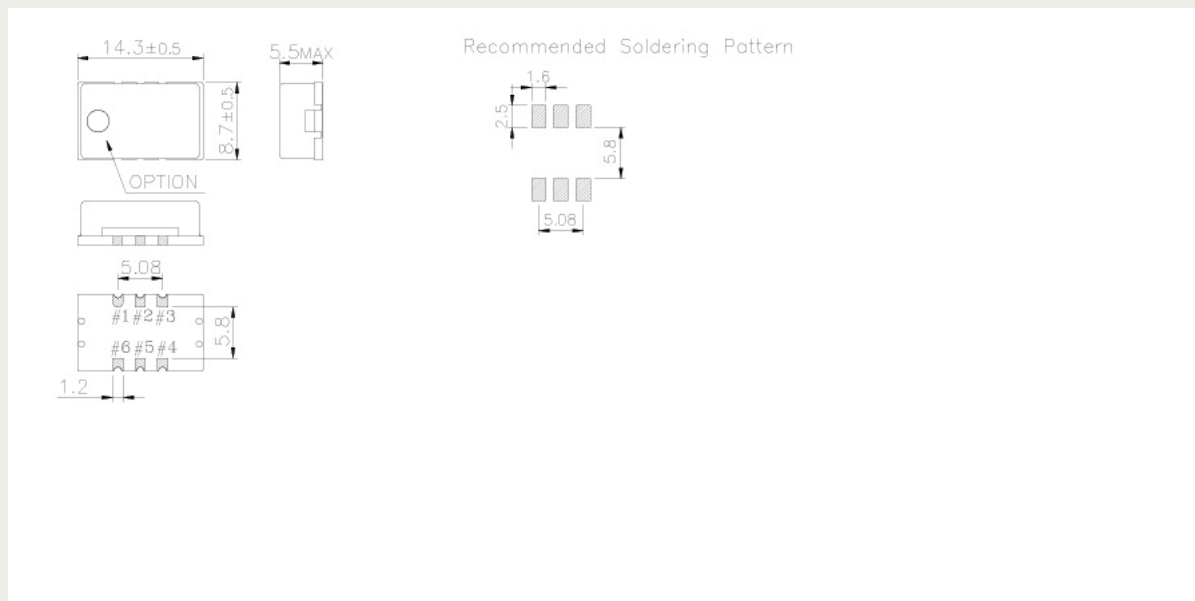 14.3±0.5
5.5MAX
Recommended Soldering Pattern
1.6
2.5
8.7±0.5
5.8
OPTION
5.08
5.08
#1 #2 #3
5.8
#6 #5 #4
1.2